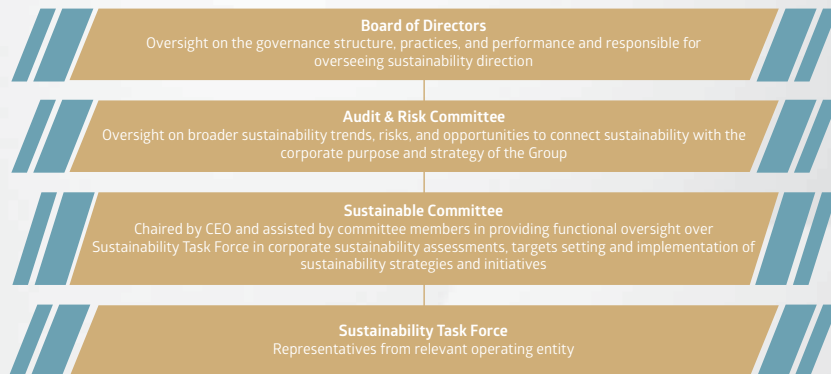 Board of Directors
Oversight on the governance structure, practices, and performance and responsible for
overseeing sustainability direction
Audit & Risk Committee
Oversight on broader sustainability trends, risks, and opportunities to connect sustainability with the
corporate purpose and strategy of the Group
Sustainable Committee
Chaired by CEO and assisted by committee members in providing functional oversight over
Sustainability Task Force in corporate sustainability assessments, targets setting and implementation of
sustainability strategies and initiatives
Sustainability Task Force
Representatives from relevant operating entity